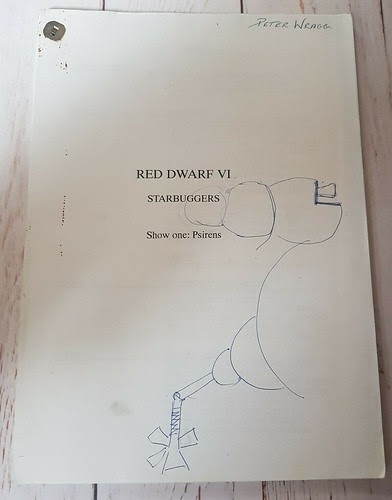 PETER WRAGG
RED DWARF VI
STARBUGGERS
Show one: Psirens